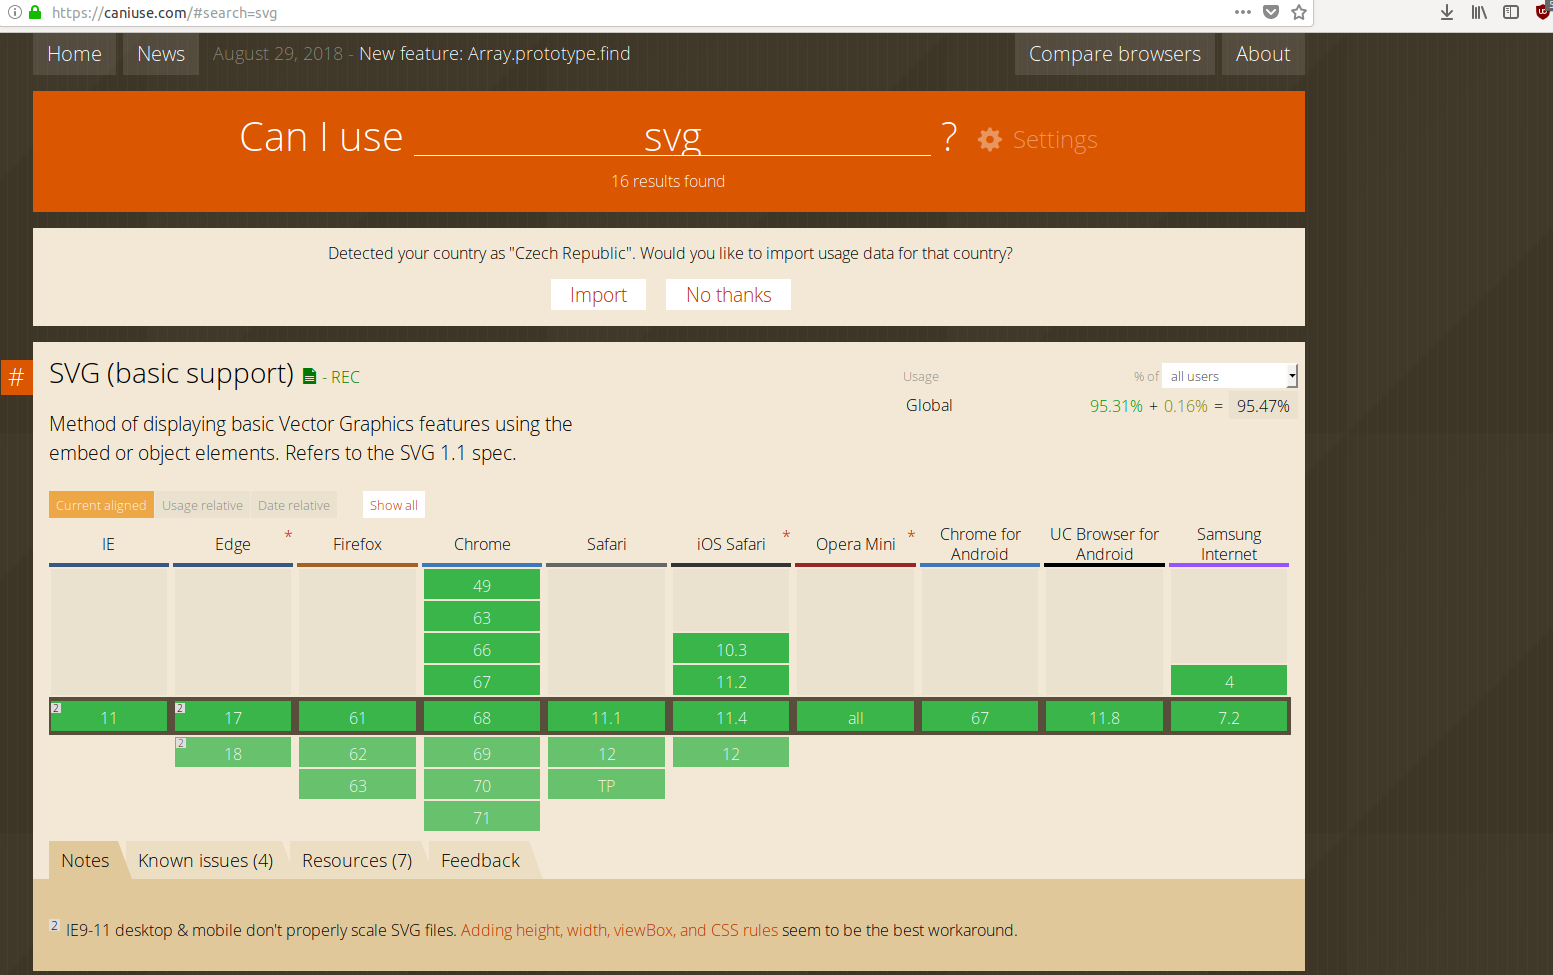 https://caniuse.com/#search=svg
Home News August 29, 2018 - New feature: Array.prototype.find Compare browsers About
Can I use svg ? Settings
16 results found
Detected your country as "Czech Republic". Would you like to import usage data for that country?
Import No thanks
# SVG (basic support) - REC
Usage % of all users
Global 95.31% + 0.16% = 95.47%
Method of displaying basic Vector Graphics features using the
embed or object elements. Refers to the SVG 1.1 spec.
Current aligned Usage relative Date relative Show all
IE Edge * Firefox Chrome Safari iOS Safari * Opera Mini * Chrome for Android UC Browser for Android Samsung Internet
49
63
66 10.3
67 11.2 4
2 11 2 17 61 68 11.1 11.4 all 67 11.8 7.2
2 18 62 69 12 12
63 70 TP
71
Notes Known issues (4) Resources (7) Feedback
2 IE9-11 desktop & mobile don't properly scale SVG files. Adding height, width, viewBox, and CSS rules seem to be the best workaround.